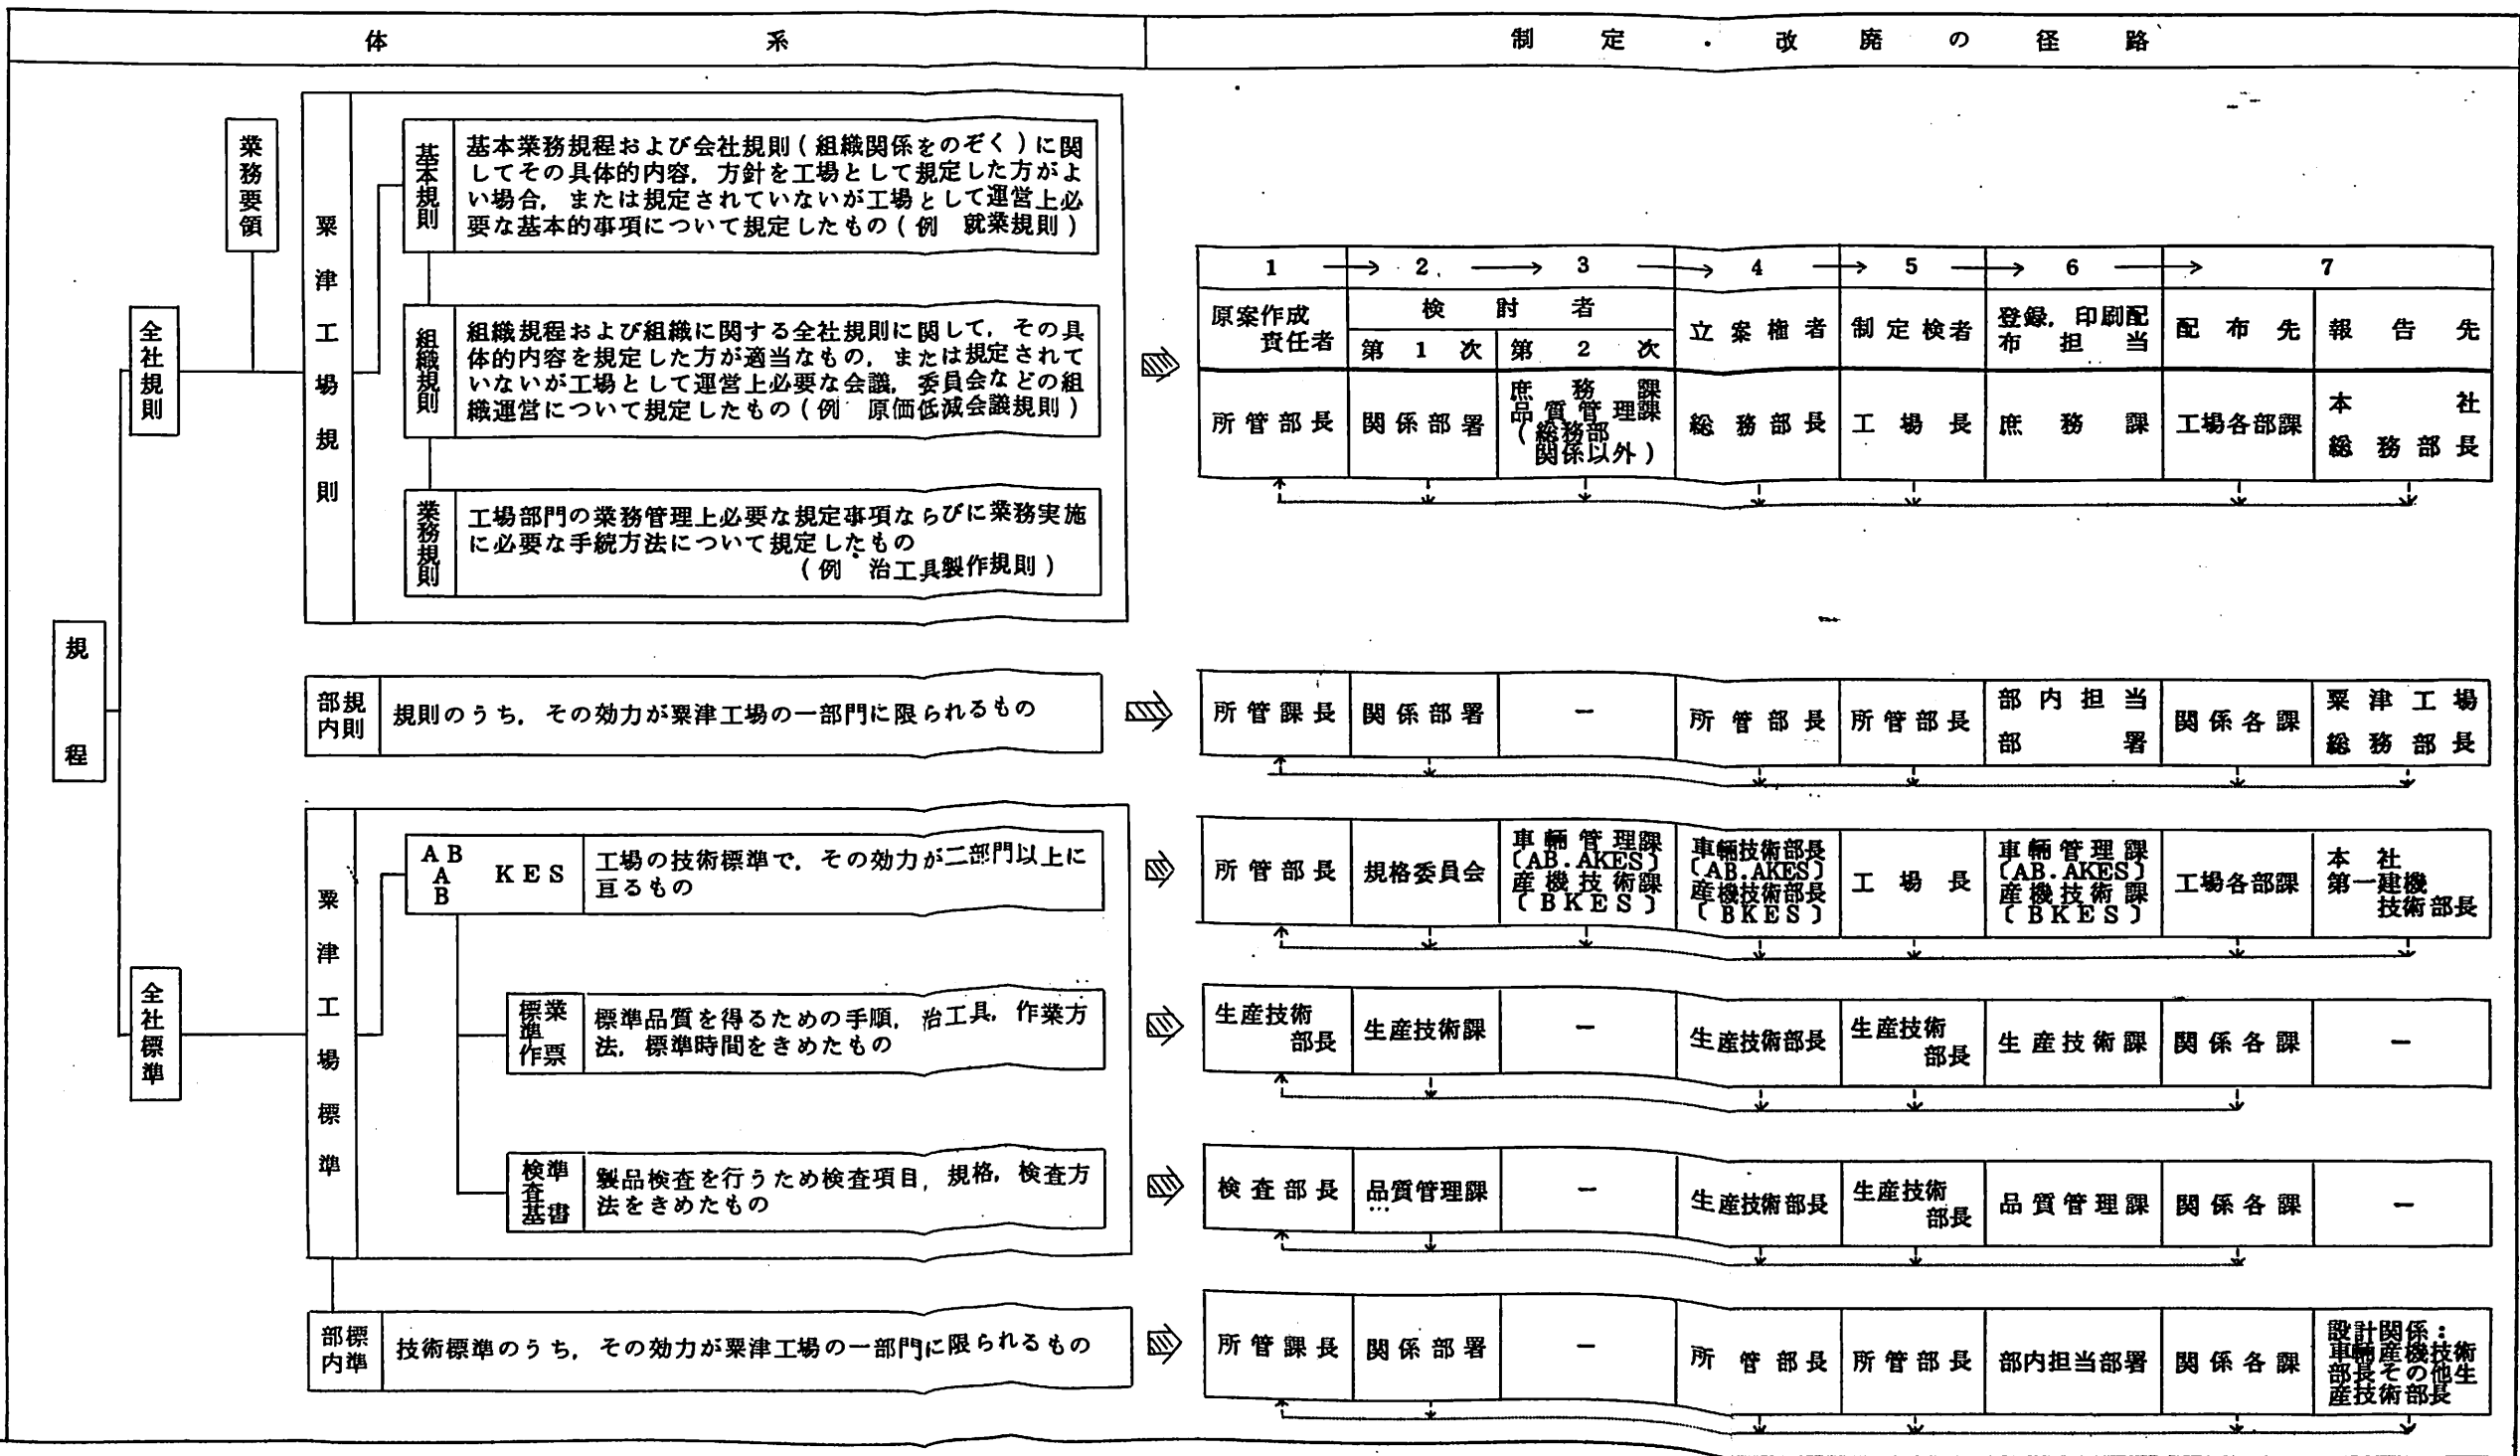 体系
制定・改廃の径路
規程
全社規則
業務要領
粟津工場規則
基本規則
基本業務規程および会社規則(組織関係をのぞく)に関
してその具体的内容,方針を工場として規定した方がよ
い場合,または規定されていないが工場として運営上必
要な基本的事項について規定したもの(例 就業規則)
組織規則
組織規程および組織に関する全社規則に関して,その具
体的内容を規定した方が適当なもの,または規定されて
いないが工場として運営上必要な会議,委員会などの組
織運営について規定したもの(例 原価低減会議規則)
業務規則
工場部門の業務管理上必要な規定事項ならびに業務実施
に必要な手続方法について規定したもの
(例 治工具製作規則)
1 → 2 → 3 → 4 → 5 → 6 → 7
原案作成
責任者
検討者
第1次
第2次
立案権者
制定検者
登録,印刷配
布担当
配布先
報告先
所管部長
関係部署
庶務課
品質管理課
(総務部
関係以外)
総務部長
工場長
庶務課
工場各部課
本社
総務部長
部内規則
規則のうち,その効力が粟津工場の一部門に限られるもの
所管課長
関係部署
ー
所管部長
所管部長
部内担当
部署
関係各課
粟津工場
総務部長
全社標準
粟津工場標準
AB
A KES
B
工場の技術標準で,その効力が二部門以上に
亘るもの
所管部長
規格委員会
車輛管理課
〔AB.AKES〕
産機技術課
〔BKES〕
車輛技術部長
〔AB.AKES〕
産機技術部長
〔BKES〕
工場長
車輛管理課
〔AB.AKES〕
産機技術課
〔BKES〕
工場各部課
本社
第一建機
技術部長
標準作業票
標準品質を得るための手順,治工具,作業方
法,標準時間をきめたもの
生産技術
部長
生産技術課
ー
生産技術部長
生産技術
部長
生産技術課
関係各課
ー
検査基準書
製品検査を行うため検査項目,規格,検査方
法をきめたもの
検査部長
品質管理課
ー
生産技術部長
生産技術
部長
品質管理課
関係各課
ー
部内標準
技術標準のうち,その効力が粟津工場の一部門に限られるもの
所管課長
関係部署
ー
所管部長
所管部長
部内担当部署
関係各課
設計関係:
車輛産機技術
部長その他生
産技術部長